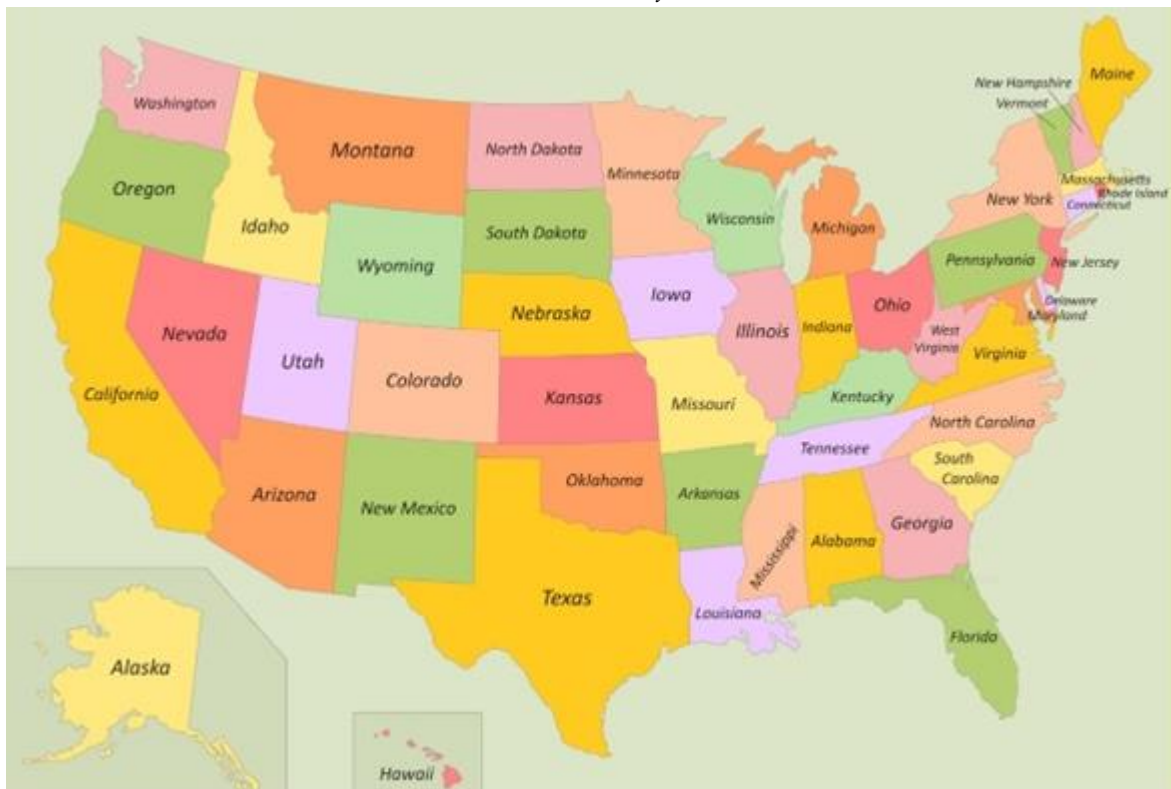 Maine
New Hampshire
Vermont
Washington
Montana
North Dakota
Minnesota
Massachusetts
Rhode Island
Connecticut
New York
Oregon
Idaho
South Dakota
Wisconsin
Michigan
Wyoming
Pennsylvania
New Jersey
Iowa
Delaware
Maryland
Nebraska
Ohio
Nevada
Illinois
Indiana
West
Virginia
Virginia
Utah
Colorado
California
Kansas
Missouri
Kentucky
North Carolina
Tennessee
South
Carolina
Arizona
New Mexico
Oklahoma
Arkansas
Georgia
Mississippi
Alabama
Texas
Louisiana
Florida
Alaska
Hawaii